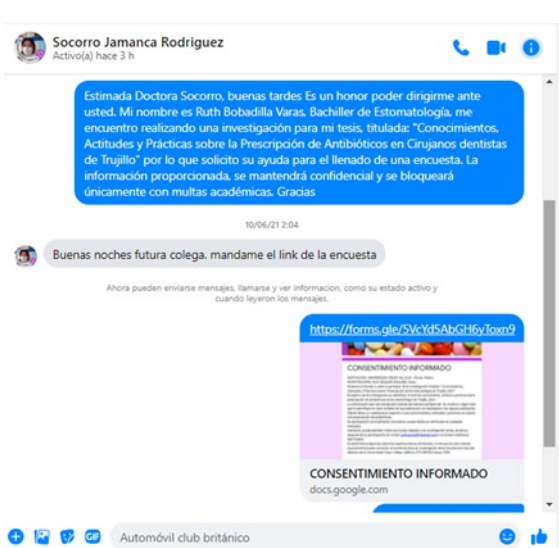 Socorro Jamanca Rodriguez
Activo(a) hace 3 h
Estimada Doctora Socorro, buenas tardes Es un honor poder dirigirme ante
usted. Mi nombre es Ruth Bobadilla Varas, Bachiller de Estomatología, me
encuentro realizando una investigación para mi tesis, titulada: "Conocimientos,
Actitudes y Prácticas sobre la Prescripción de Antibióticos en Cirujanos dentistas
de Trujillo" por lo que solicito su ayuda para el llenado de una encuesta. La
información proporcionada, se mantendrá confidencial y se bloqueará
únicamente con multas académicas. Gracias
10/06/21 2:04
Buenas noches futura colega. mandame el link de la encuesta
Ahora pueden enviarse mensajes, llamarse y ver informacion, como su estado activo y
cuando leyeron los mensajes.
https://forms.gle/5VcYd5AbGH6yToxn9
CONSENTIMIENTO INFORMADO
CONSENTIMIENTO INFORMADO
docs.google.com
GIF
Automóvil club británico